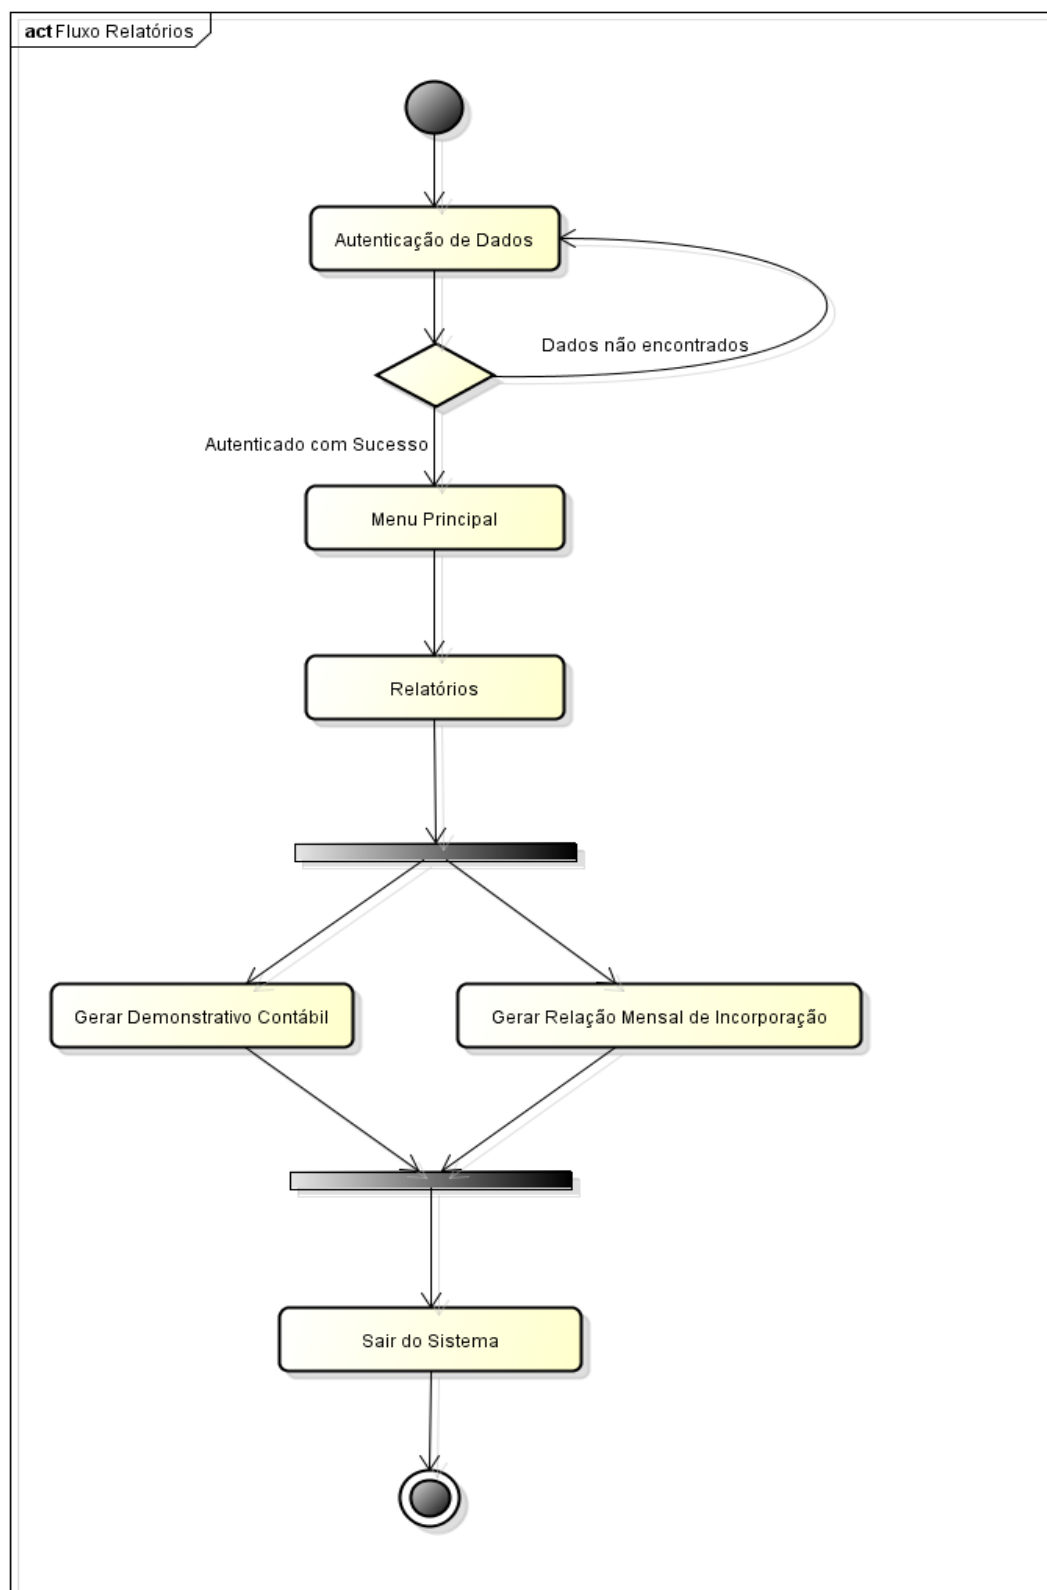 act Fluxo Relatórios
Autenticação de Dados
Dados não encontrados
Autenticado com Sucesso
Menu Principal
Relatórios
Gerar Demonstrativo Contábil
Gerar Relação Mensal de Incorporação
Sair do Sistema